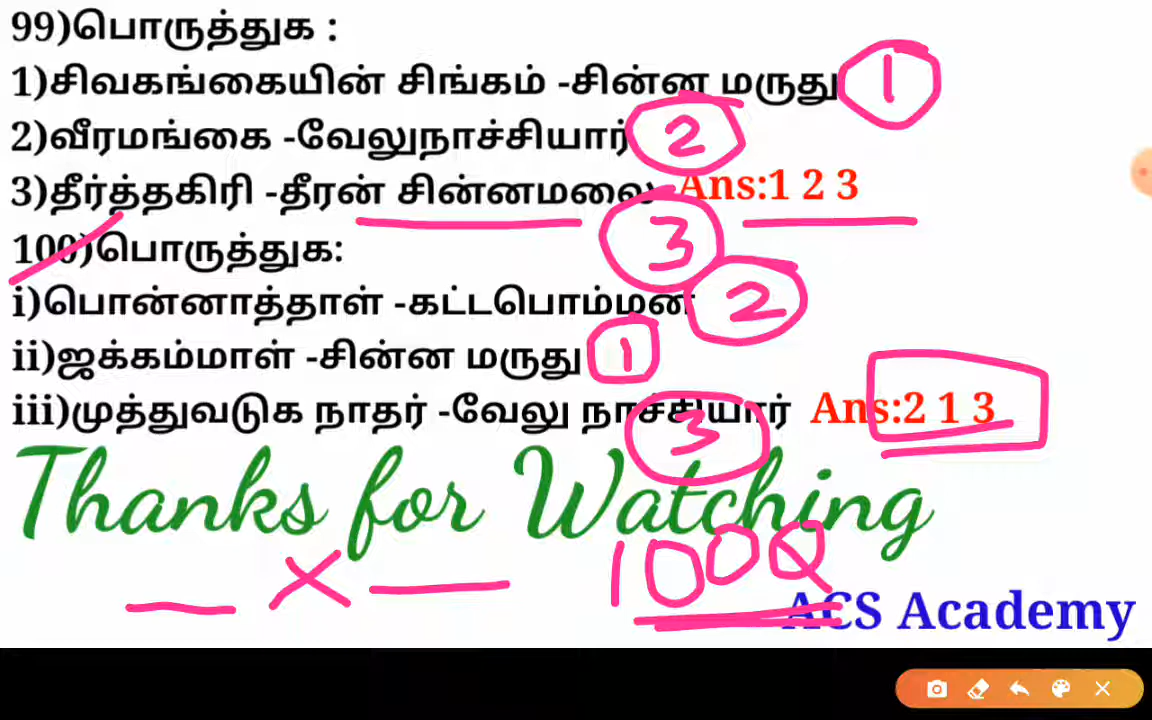 99)பொருத்துக :
1)சிவகங்கையின் சிங்கம் -சின்ன மருது 1
2)வீரமங்கை -வேலுநாச்சியார் 2
3)தீர்த்தகிரி -தீரன் சின்னமலை Ans:1 2 3
3
100)பொருத்துக:
i)பொன்னாத்தாள் -கட்டபொம்மன் 2
ii)ஜக்கம்மாள் -சின்ன மருது 1
iii)முத்துவடுக நாதர் -வேலு நாச்சியார் Ans:2 1 3
3
Thanks for Watching
1000
ACS Academy